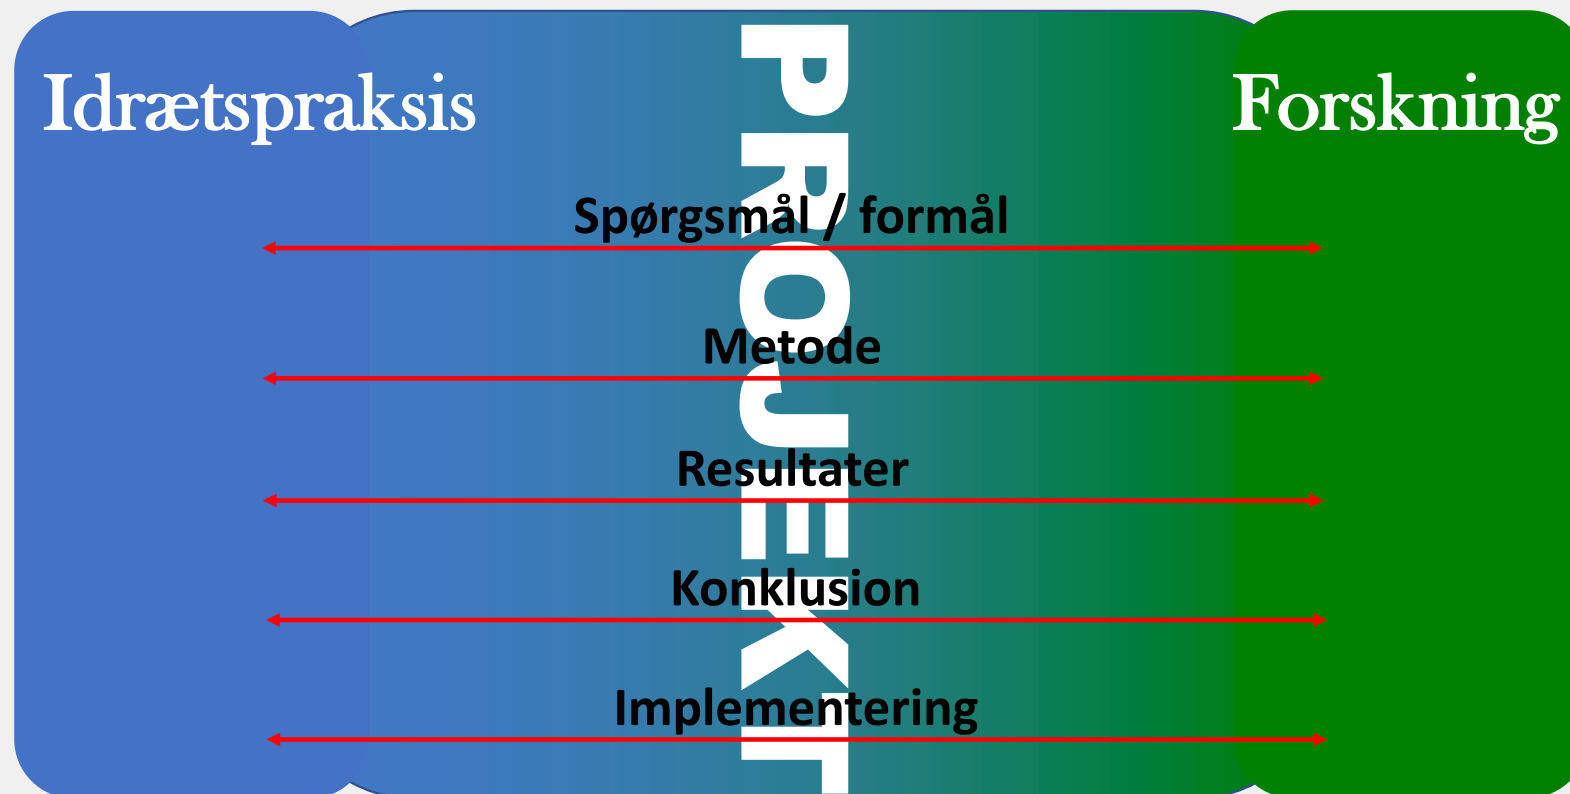 Idrætspraksis
Forskning
PROJEKT
Spørgsmål / formål
Metode
Resultater
Konklusion
Implementering